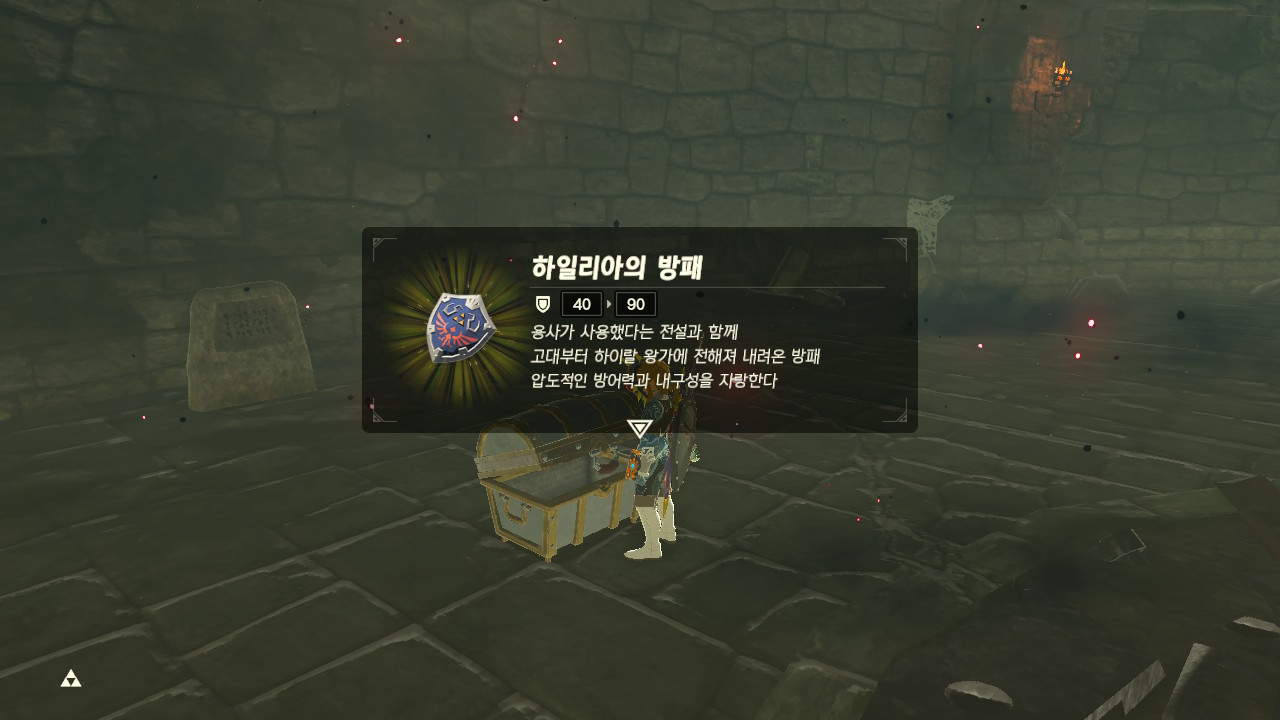 하일리아의 방패
40 90
용사가 사용했다는 전설과 함께
고대부터 하이랄 왕가에 전해져 내려온 방패
압도적인 방어력과 내구성을 자랑한다